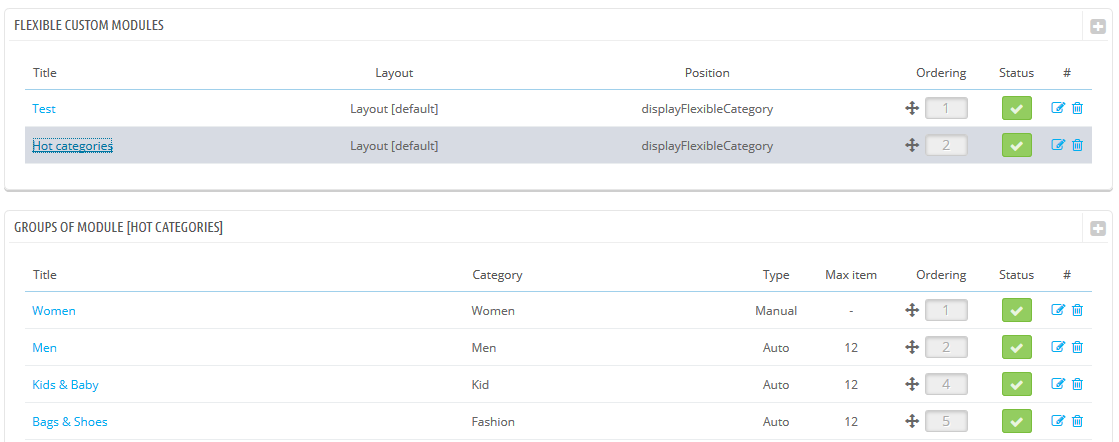 FLEXIBLE CUSTOM MODULES
Title Layout Position Ordering Status #
Test Layout [default] displayFlexibleCategory 1
Hot categories Layout [default] displayFlexibleCategory 2
GROUPS OF MODULE [HOT CATEGORIES]
Title Category Type Max item Ordering Status #
Women Women Manual - 1
Men Men Auto 12 2
Kids & Baby Kid Auto 12 4
Bags & Shoes Fashion Auto 12 5